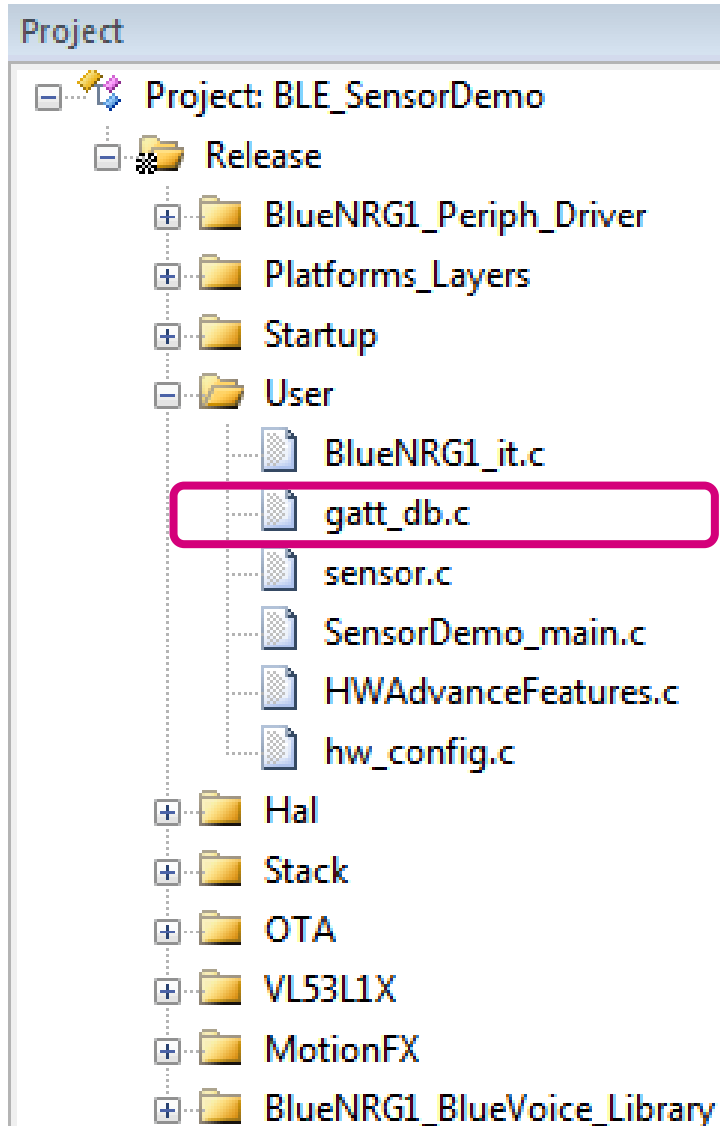 Project
Project: BLE_SensorDemo
Release
BlueNRG1_Periph_Driver
Platforms_Layers
Startup
User
BlueNRG1_it.c
gatt_db.c
sensor.c
SensorDemo_main.c
HWAdvanceFeatures.c
hw_config.c
Hal
Stack
OTA
VL53L1X
MotionFX
BlueNRG1_BlueVoice_Library